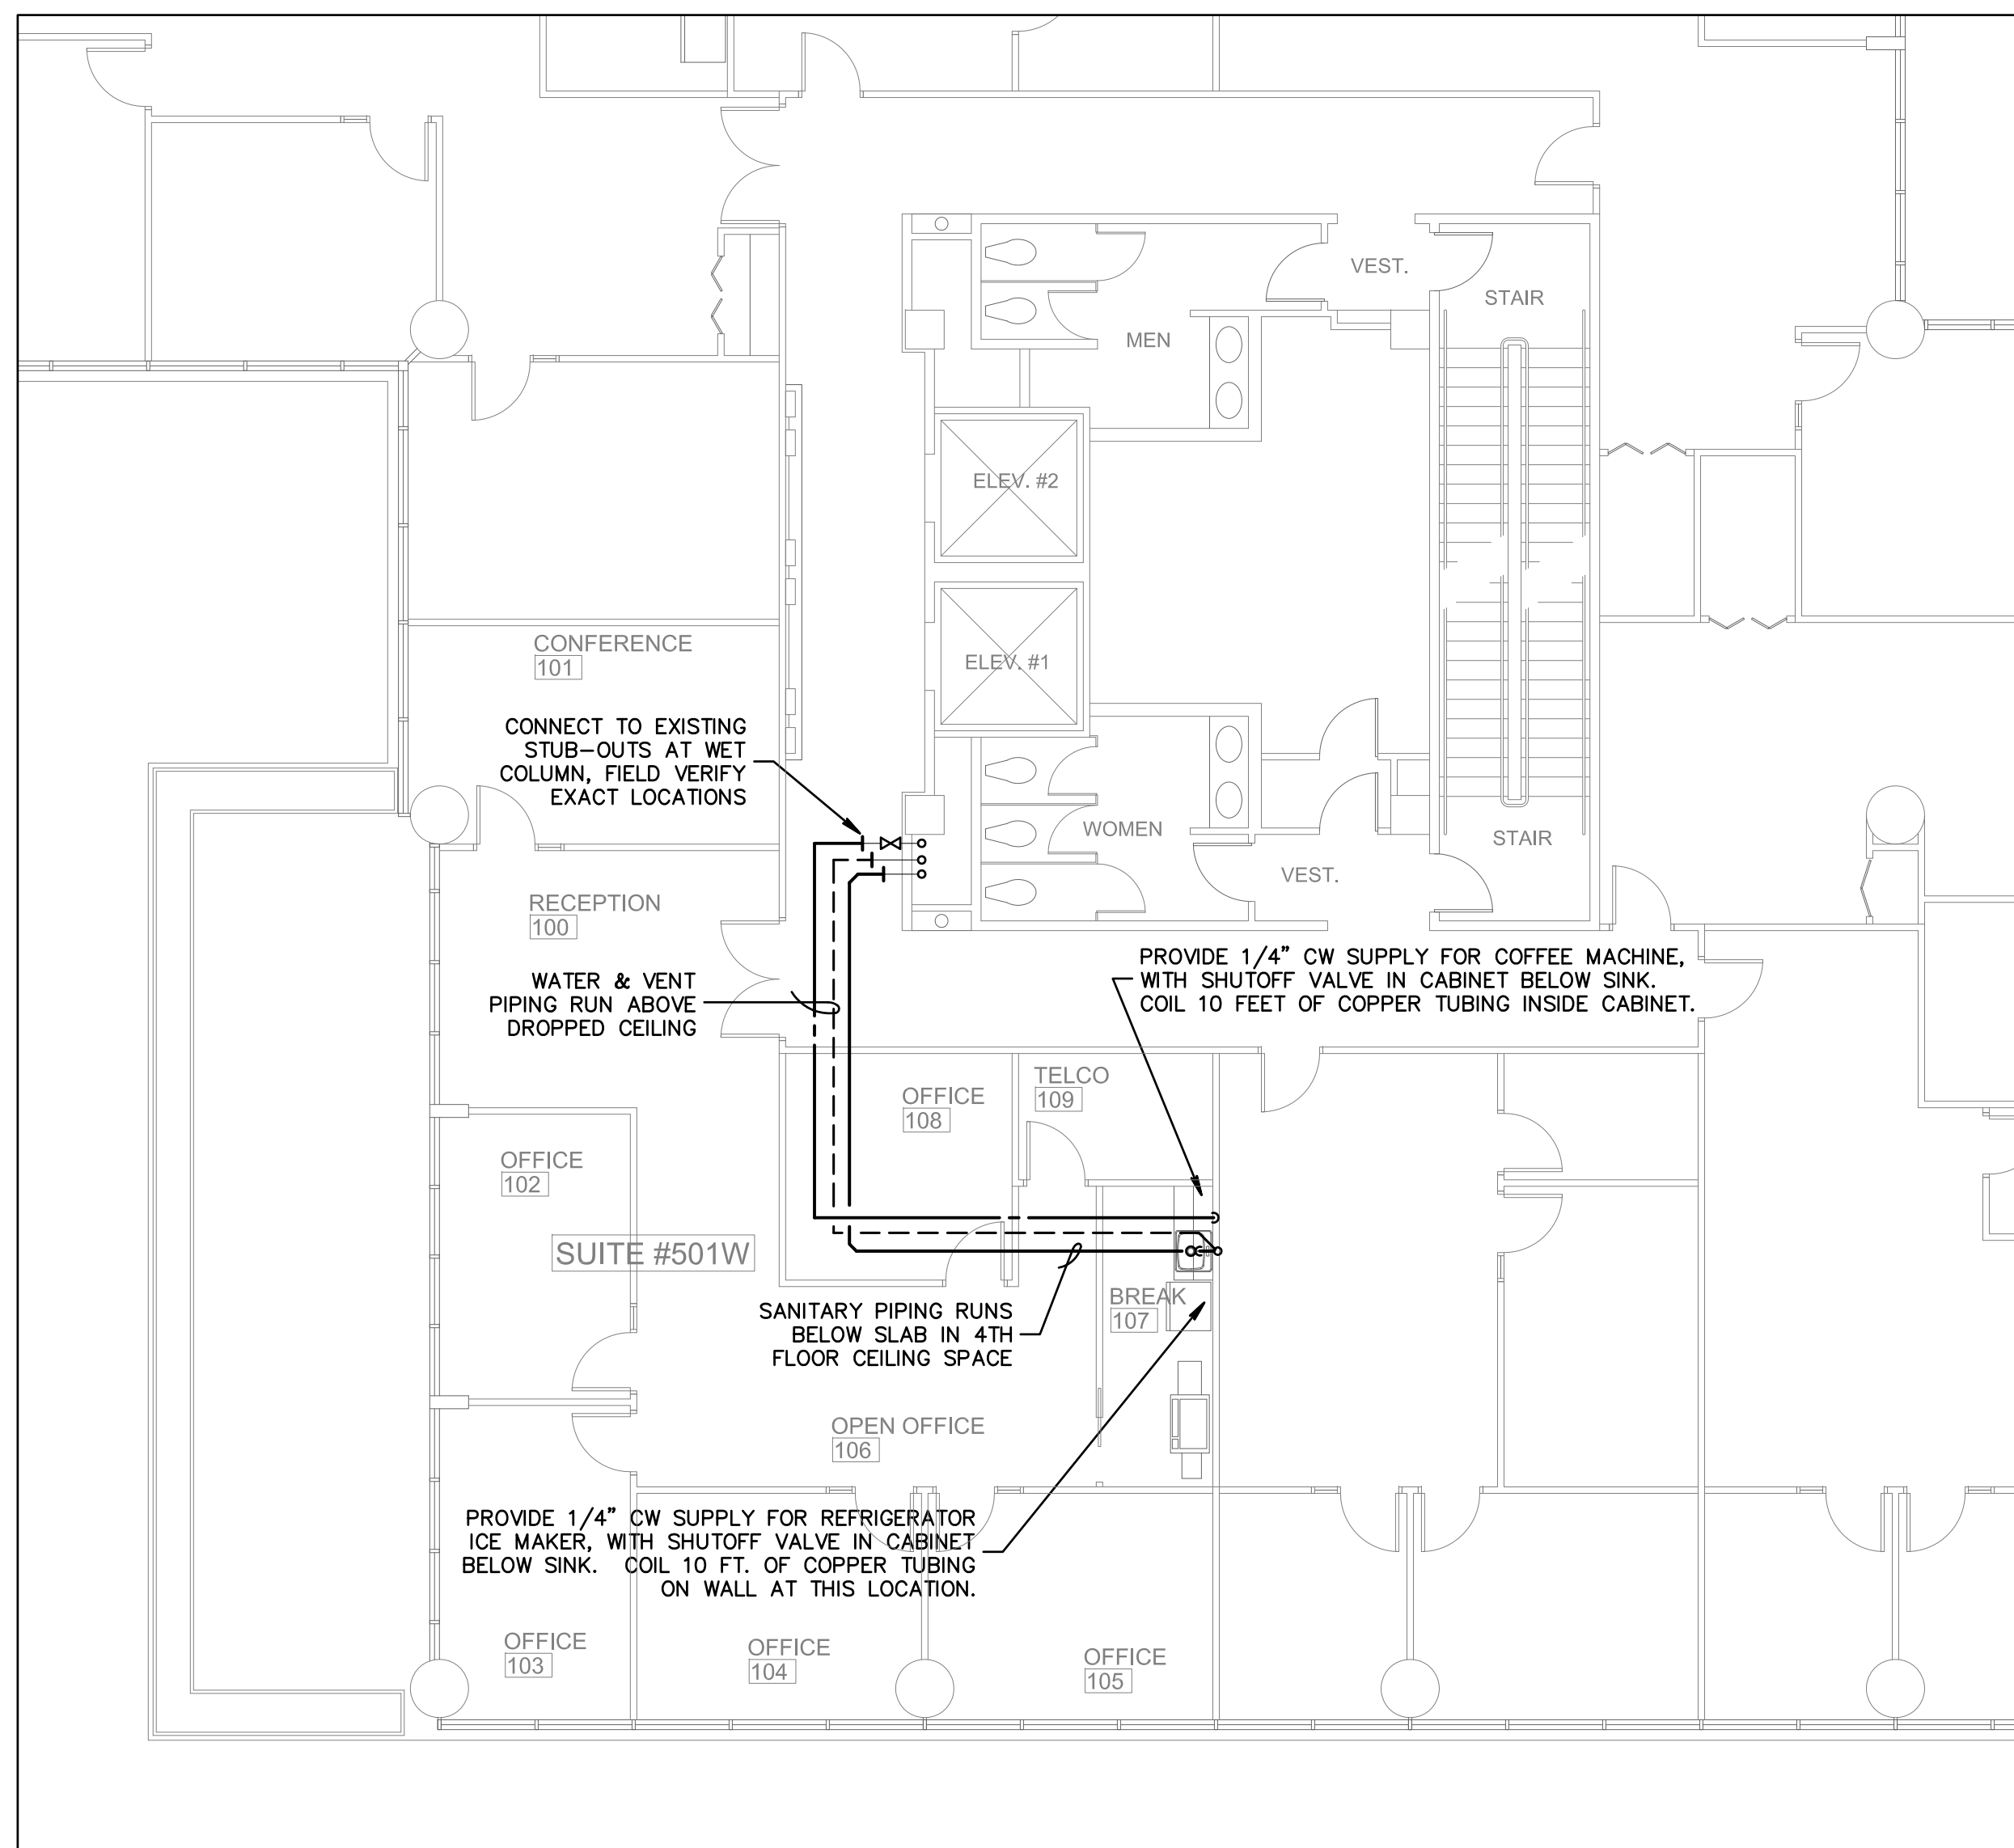 VEST.
STAIR
MEN
ELEV. #2
CONFERENCE
101
ELEV. #1
CONNECT TO EXISTING
STUB-OUTS AT WET
COLUMN, FIELD VERIFY
EXACT LOCATIONS
WOMEN
STAIR
VEST.
RECEPTION
100
PROVIDE 1/4" CW SUPPLY FOR COFFEE MACHINE,
WITH SHUTOFF VALVE IN CABINET BELOW SINK.
COIL 10 FEET OF COPPER TUBING INSIDE CABINET.
WATER & VENT
PIPING RUN ABOVE
DROPPED CEILING
OFFICE
108
TELCO
109
OFFICE
102
SUITE #501W
SANITARY PIPING RUNS
BELOW SLAB IN 4TH
FLOOR CEILING SPACE
BREAK
107
OPEN OFFICE
106
PROVIDE 1/4" CW SUPPLY FOR REFRIGERATOR
ICE MAKER, WITH SHUTOFF VALVE IN CABINET
BELOW SINK. COIL 10 FT. OF COPPER TUBING
ON WALL AT THIS LOCATION.
OFFICE
103
OFFICE
104
OFFICE
105